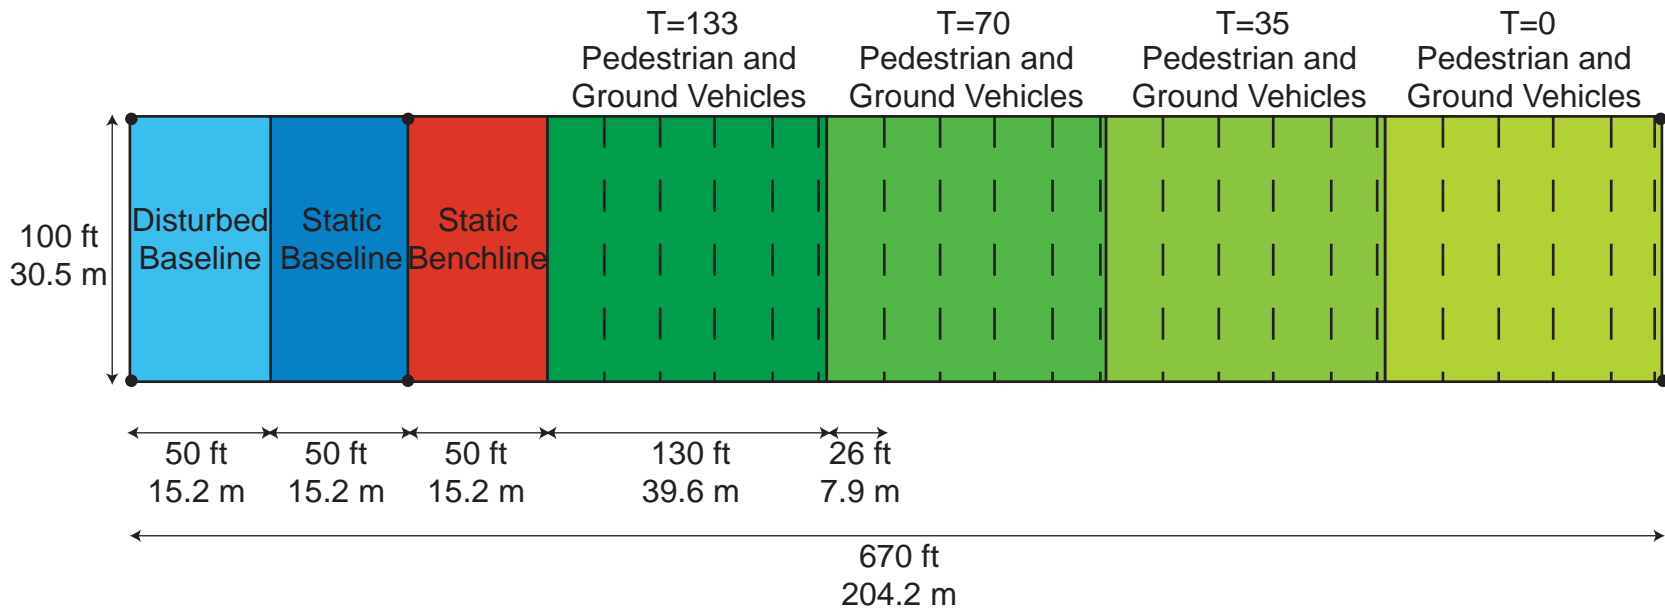 T=133
Pedestrian and
Ground Vehicles
T=70
Pedestrian and
Ground Vehicles
T=35
Pedestrian and
Ground Vehicles
T=0
Pedestrian and
Ground Vehicles
100 ft
30.5 m
Disturbed
Baseline
Static
Baseline
Static
Benchline
50 ft
15.2 m
50 ft
15.2 m
50 ft
15.2 m
130 ft
39.6 m
26 ft
7.9 m
670 ft
204.2 m